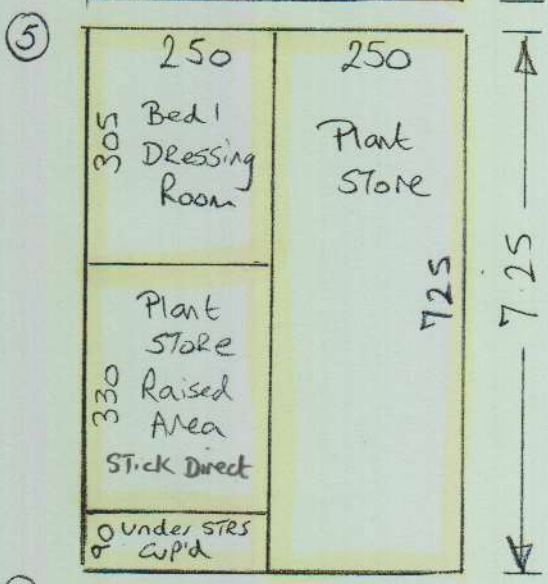 5
250
305
Bed 1
DRessing
Room
Plant
STORe
330
Raised
Area
STick Direct
90
Under STRS
Cup'd
250
Plant
STore
725
7.25